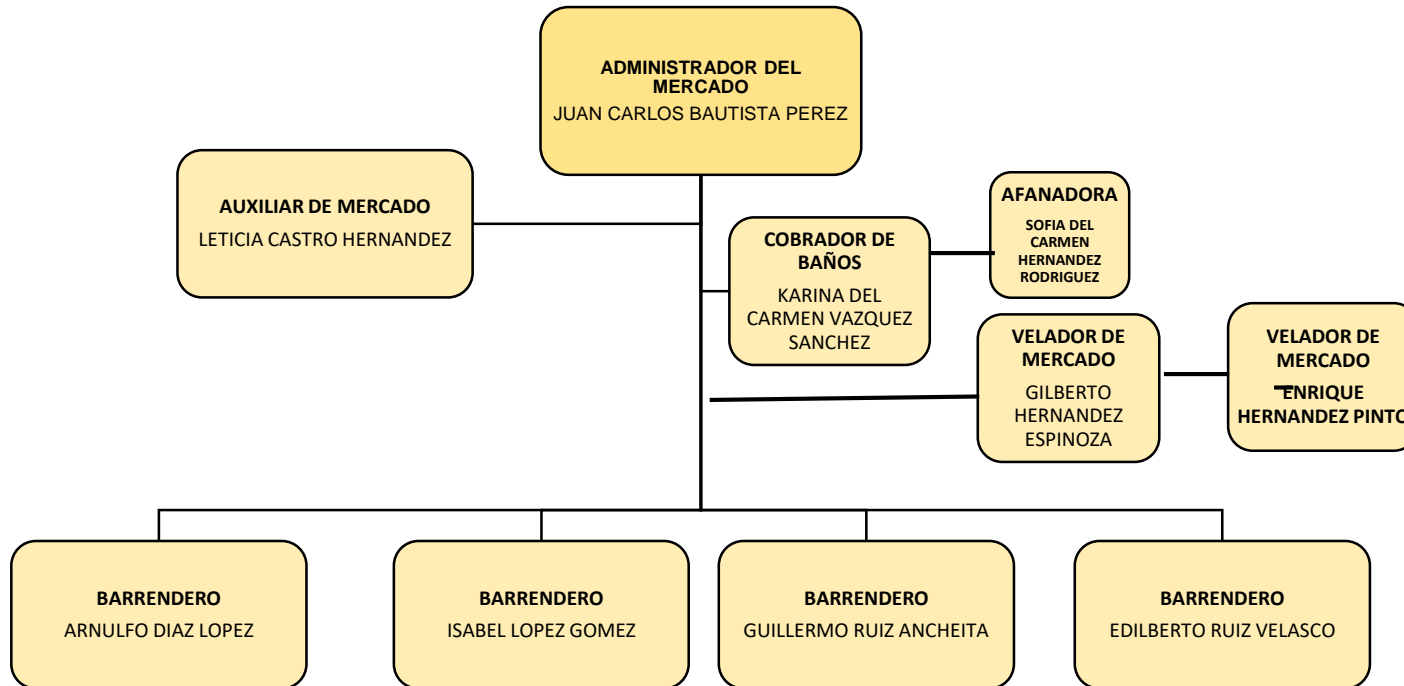 ADMINISTRADOR DEL
MERCADO
JUAN CARLOS BAUTISTA PEREZ
AUXILIAR DE MERCADO
LETICIA CASTRO HERNANDEZ
COBRADOR DE
BAÑOS
KARINA DEL
CARMEN VAZQUEZ
SANCHEZ
AFANADORA
SOFIA DEL
CARMEN
HERNANDEZ
RODRIGUEZ
VELADOR DE
MERCADO
GILBERTO
HERNANDEZ
ESPINOZA
VELADOR DE
MERCADO
ENRIQUE
HERNANDEZ PINTO
BARRENDERO
ARNULFO DIAZ LOPEZ
BARRENDERO
ISABEL LOPEZ GOMEZ
BARRENDERO
GUILLERMO RUIZ ANCHEITA
BARRENDERO
EDILBERTO RUIZ VELASCO